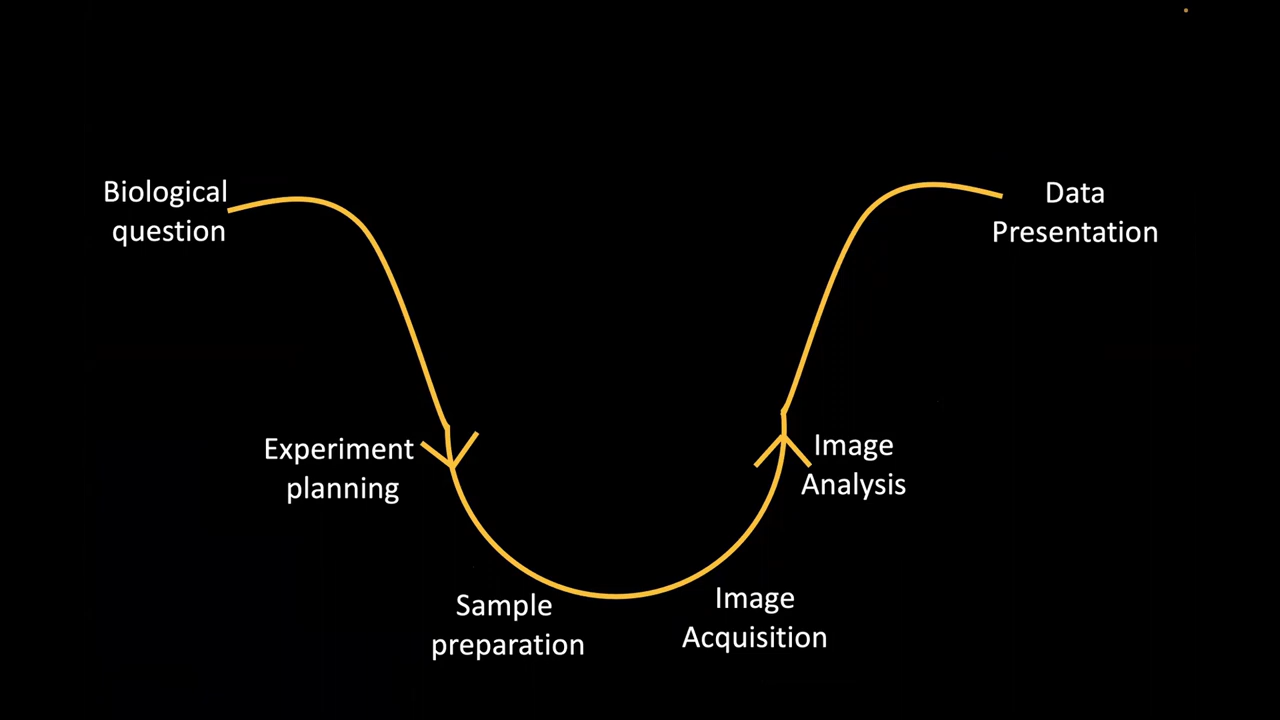 Biological
question
Experiment
planning
Sample
preparation
Image
Acquisition
Image
Analysis
Data
Presentation